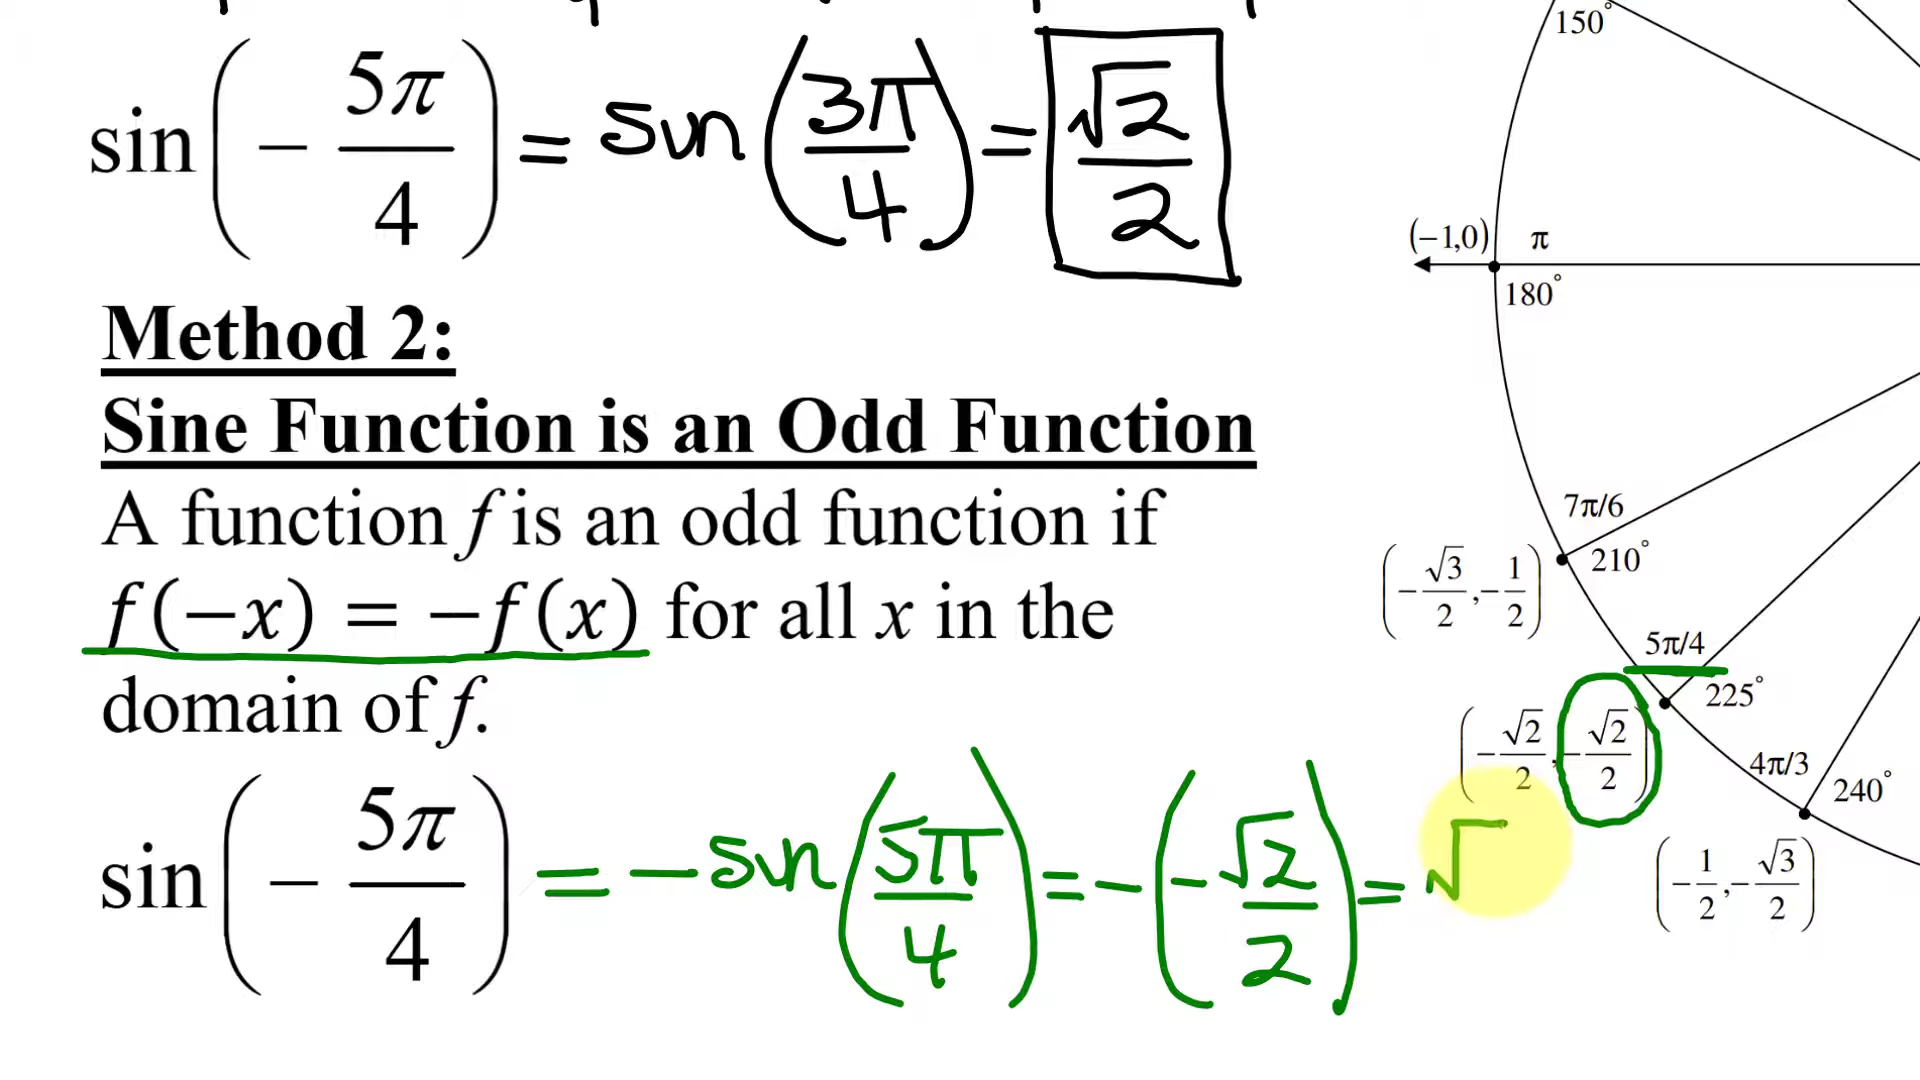 sin(-5π/4) = sin(3π/4) = √2/2
Method 2:
Sine Function is an Odd Function
A function f is an odd function if
f(−x) = −f(x) for all x in the
domain of f.
sin(-5π/4) = -sin(5π/4) = -(-√2/2) = √
150°
(−1,0) π
180°
7π/6
210°
(-√3/2, -1/2)
5π/4
225°
(-√2/2, -√2/2)
4π/3
240°
(-1/2, -√3/2)